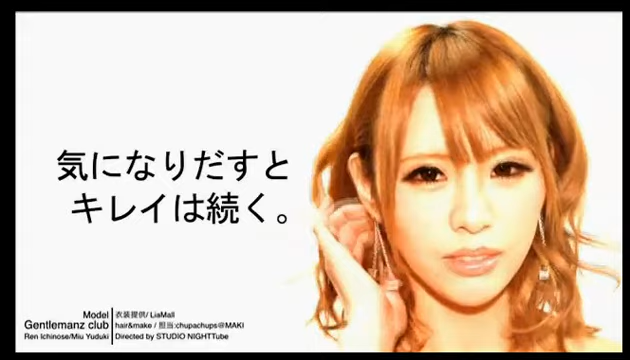 気になりだすと
キレイは続く。
Model
Gentlemanz club
Ren Ichinose/Miu Yuduki
衣装提供/ LiaMall
hair&make / 担当:chupachups@MAKI
Directed by STUDIO NIGHTTube